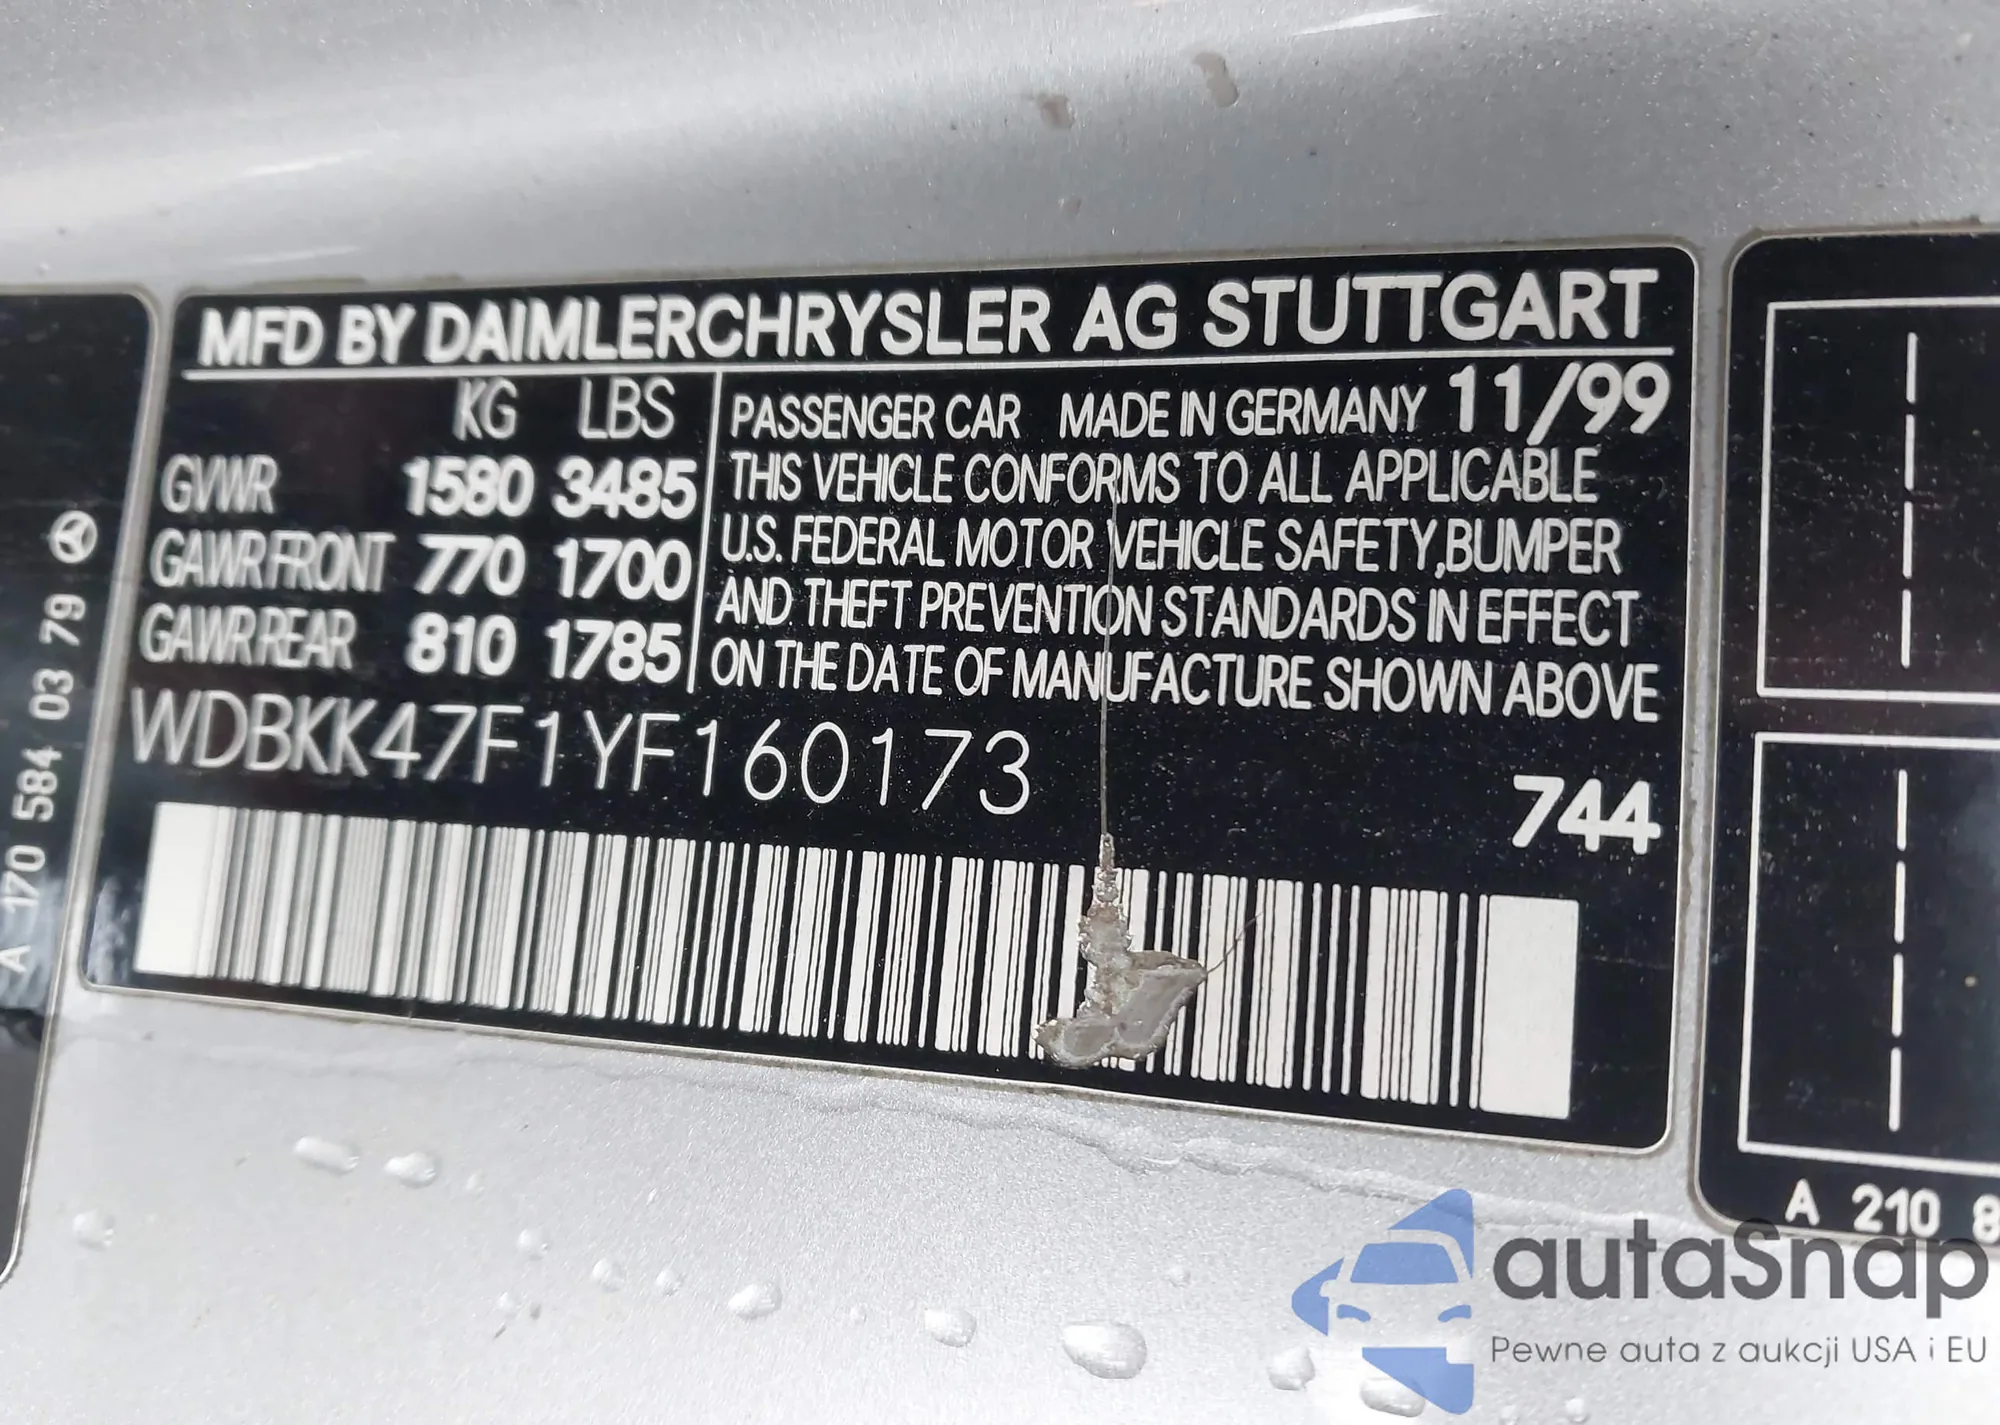 MFD BY DAIMLERCHRYSLER AG STUTTGART
KG LBS
GVWR 1580 3485
GAWR FRONT 770 1700
GAWR REAR 810 1785
PASSENGER CAR MADE IN GERMANY 11/99
THIS VEHICLE CONFORMS TO ALL APPLICABLE
U.S. FEDERAL MOTOR VEHICLE SAFETY,BUMPER
AND THEFT PREVENTION STANDARDS IN EFFECT
ON THE DATE OF MANUFACTURE SHOWN ABOVE
WDBKK47F1YF160173
744
A 170 584 03 79
A 210 8
autaSnap
Pewne auta z aukcji USA i EU